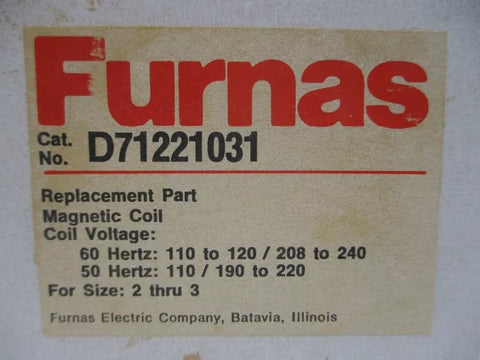 Furnas
Cat. No. D71221031
Replacement Part
Magnetic Coil
Coil Voltage:
60 Hertz: 110 to 120 / 208 to 240
50 Hertz: 110 / 190 to 220
For Size: 2 thru 3
Furnas Electric Company, Batavia, Illinois